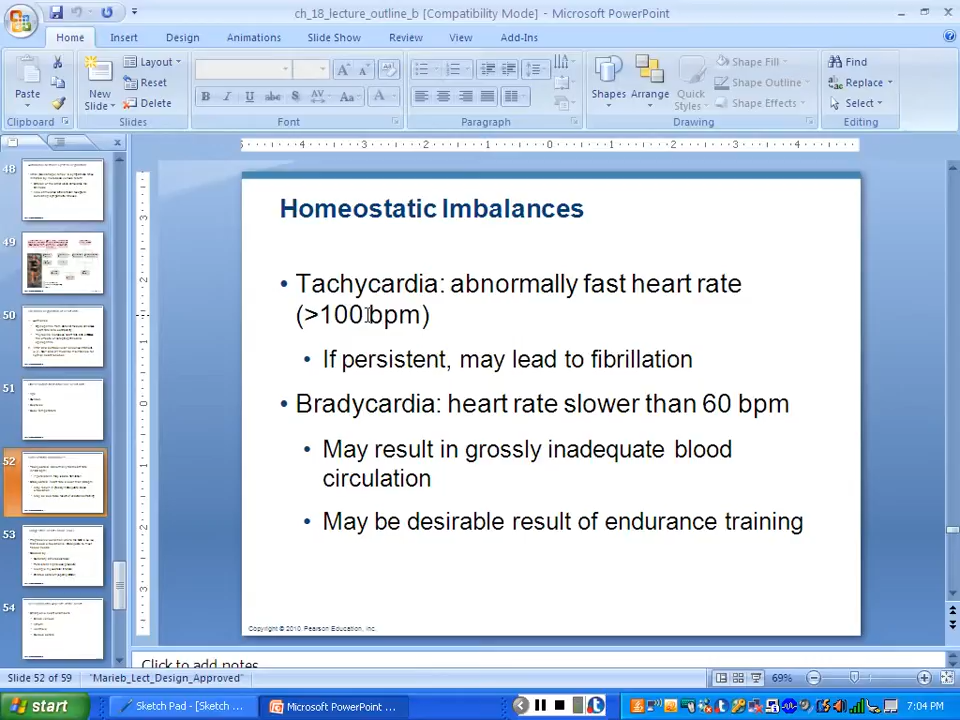 ch_18_lecture_outline_b [Compatibility Mode] - Microsoft PowerPoint
Home Insert Design Animations Slide Show Review View Add-Ins
Paste
New Slide
Layout
Reset
Delete
Shapes
Arrange
Quick Styles
Shape Fill
Shape Outline
Shape Effects
Find
Replace
Select
Clipboard Slides Font Paragraph Drawing Editing
48
49
50
51
52
53
54
Homeostatic Imbalances
• Tachycardia: abnormally fast heart rate
(>100 bpm)
• If persistent, may lead to fibrillation
• Bradycardia: heart rate slower than 60 bpm
• May result in grossly inadequate blood
circulation
• May be desirable result of endurance training
Copyright © 2010 Pearson Education, Inc.
Click to add notes
Slide 52 of 59 "Marieb_Lect_Design_Approved" 69%
start Sketch Pad - [Sketch ... Microsoft PowerPoint ... 7:04 PM